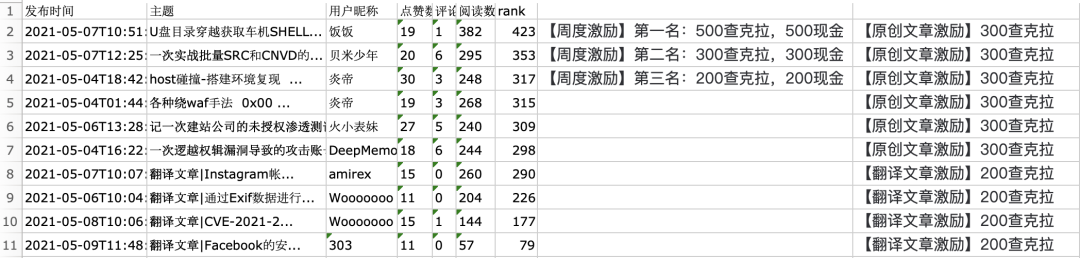 1 发布时间 主题 用户昵称 点赞数 评论 阅读数 rank
2 2021-05-07T10:51: U盘目录穿越获取车机SHELL... 饭饭 19 1 382 423 【周度激励】第一名：500查克拉，500现金 【原创文章激励】300查克拉
3 2021-05-07T12:25: 一次实战批量SRC和CNVD的... 贝米少年 20 6 295 353 【周度激励】第二名：300查克拉，300现金 【原创文章激励】300查克拉
4 2021-05-04T18:42: host碰撞-搭建环境复现 ... 炎帝 30 3 248 317 【周度激励】第三名：200查克拉，200现金 【原创文章激励】300查克拉
5 2021-05-04T01:44: 各种绕waf手法 0x00 ... 炎帝 19 3 268 315 【原创文章激励】300查克拉
6 2021-05-06T13:28: 记一次建站公司的未授权渗透测 火小表妹 27 5 240 309 【原创文章激励】300查克拉
7 2021-05-04T16:22: 一次逻越权辑漏洞导致的攻击账 DeepMemo 18 6 244 298 【原创文章激励】300查克拉
8 2021-05-07T10:07: 翻译文章|Instagram帐... amirex 15 0 260 290 【翻译文章激励】200查克拉
9 2021-05-06T10:04: 翻译文章|通过Exif数据进行... Wooooooo 11 0 204 226 【翻译文章激励】200查克拉
10 2021-05-08T10:06: 翻译文章|CVE-2021-2... Wooooooo 15 1 144 177 【翻译文章激励】200查克拉
11 2021-05-09T11:48: 翻译文章|Facebook的安... 303 11 0 57 79 【翻译文章激励】200查克拉